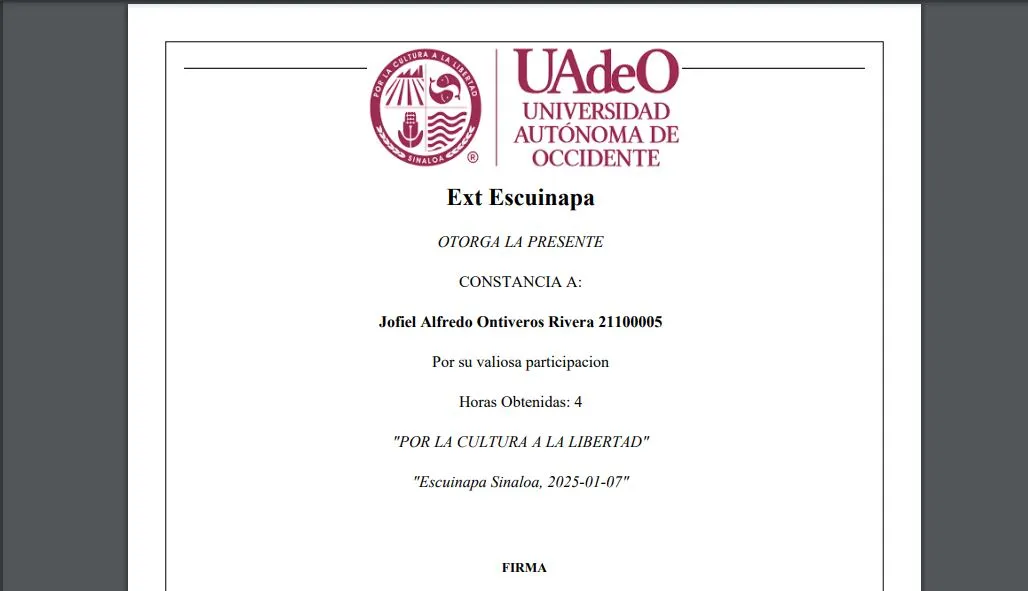 POR LA CULTURA A LA LIBERTAD
SINALOA
®
UAdeO
UNIVERSIDAD
AUTÓNOMA DE
OCCIDENTE
Ext Escuinapa
OTORGA LA PRESENTE
CONSTANCIA A:
Jofiel Alfredo Ontiveros Rivera 21100005
Por su valiosa participacion
Horas Obtenidas: 4
"POR LA CULTURA A LA LIBERTAD"
"Escuinapa Sinaloa, 2025-01-07"
FIRMA